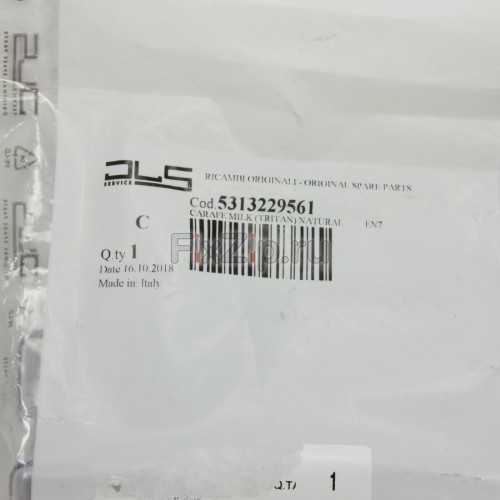 DLS
SERVICE
RICAMBI ORIGINALI - ORIGINAL SPARE PARTS
Cod. 5313229561
C
CARAFE MILK (TRITAN) NATURAL EN7
Q.ty 1
Date 16.10.2018
Made in: Italy
FixZip.ru
Q.TA 1